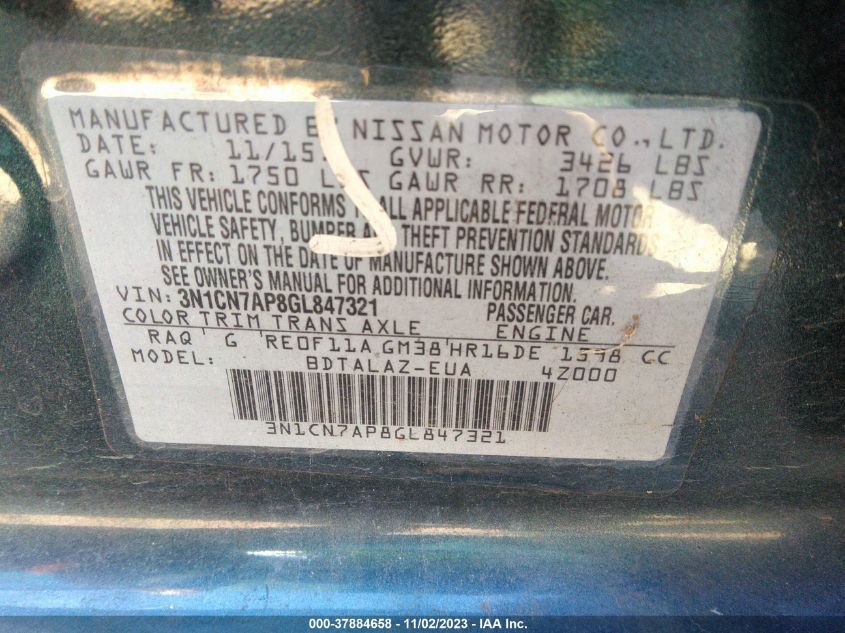 MANUFACTURED BY NISSAN MOTOR CO., LTD.
DATE: 11/15 GVWR: 3426 LBS
GAWR FR: 1750 LBS GAWR RR: 1708 LBS
THIS VEHICLE CONFORMS TO ALL APPLICABLE FEDERAL MOTOR
VEHICLE SAFETY, BUMPER AND THEFT PREVENTION STANDARDS
IN EFFECT ON THE DATE OF MANUFACTURE SHOWN ABOVE.
SEE OWNER'S MANUAL FOR ADDITIONAL INFORMATION.
VIN: 3N1CN7AP8GL847321 PASSENGER CAR.
COLOR TRIM TRANS AXLE ENGINE
RAQ G RE0F11A GM38 HR16DE 1598 CC
MODEL: BDTALAZ-EUA 4Z000
3N1CN7AP8GL847321
000-37884658 - 11/02/2023 - IAA Inc.